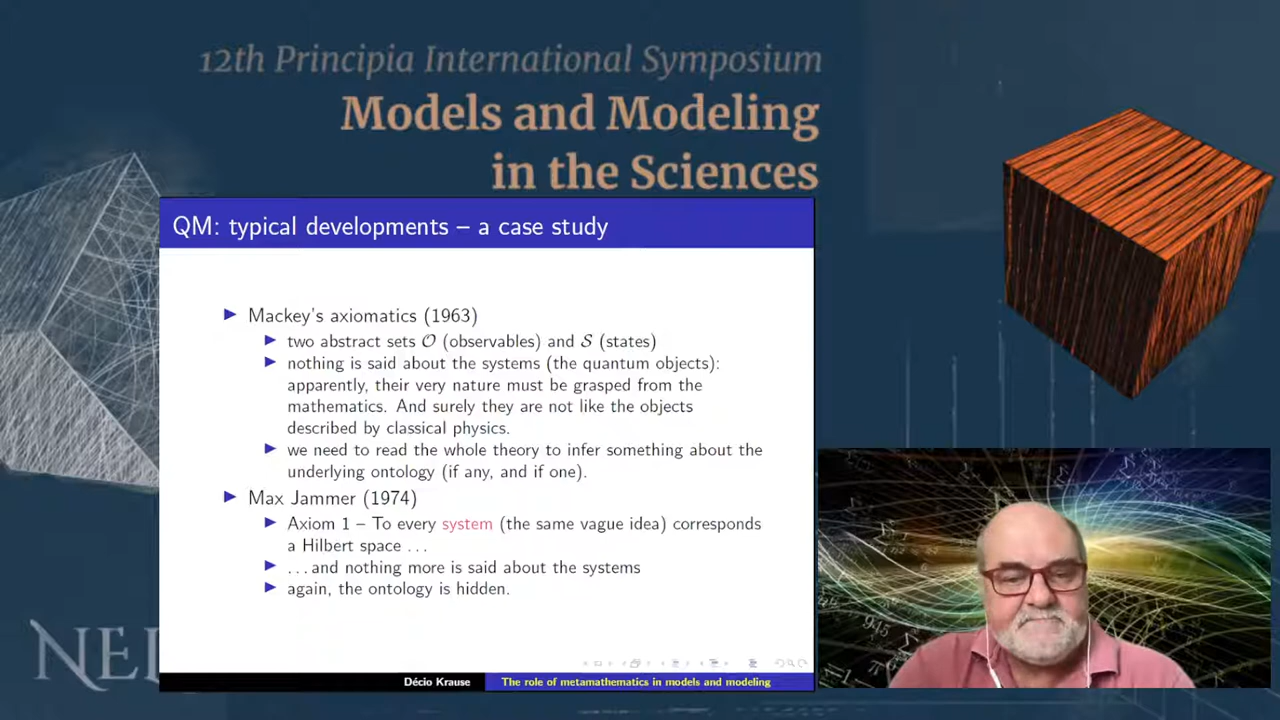 12th Principia International Symposium
Models and Modeling
in the Sciences
QM: typical developments – a case study
Mackey's axiomatics (1963)
two abstract sets 𝒪 (observables) and 𝒮 (states)
nothing is said about the systems (the quantum objects):
apparently, their very nature must be grasped from the
mathematics. And surely they are not like the objects
described by classical physics.
we need to read the whole theory to infer something about the
underlying ontology (if any, and if one).
Max Jammer (1974)
Axiom 1 – To every system (the same vague idea) corresponds
a Hilbert space ...
...and nothing more is said about the systems
again, the ontology is hidden.
NE
Décio Krause
The role of metamathematics in models and modeling